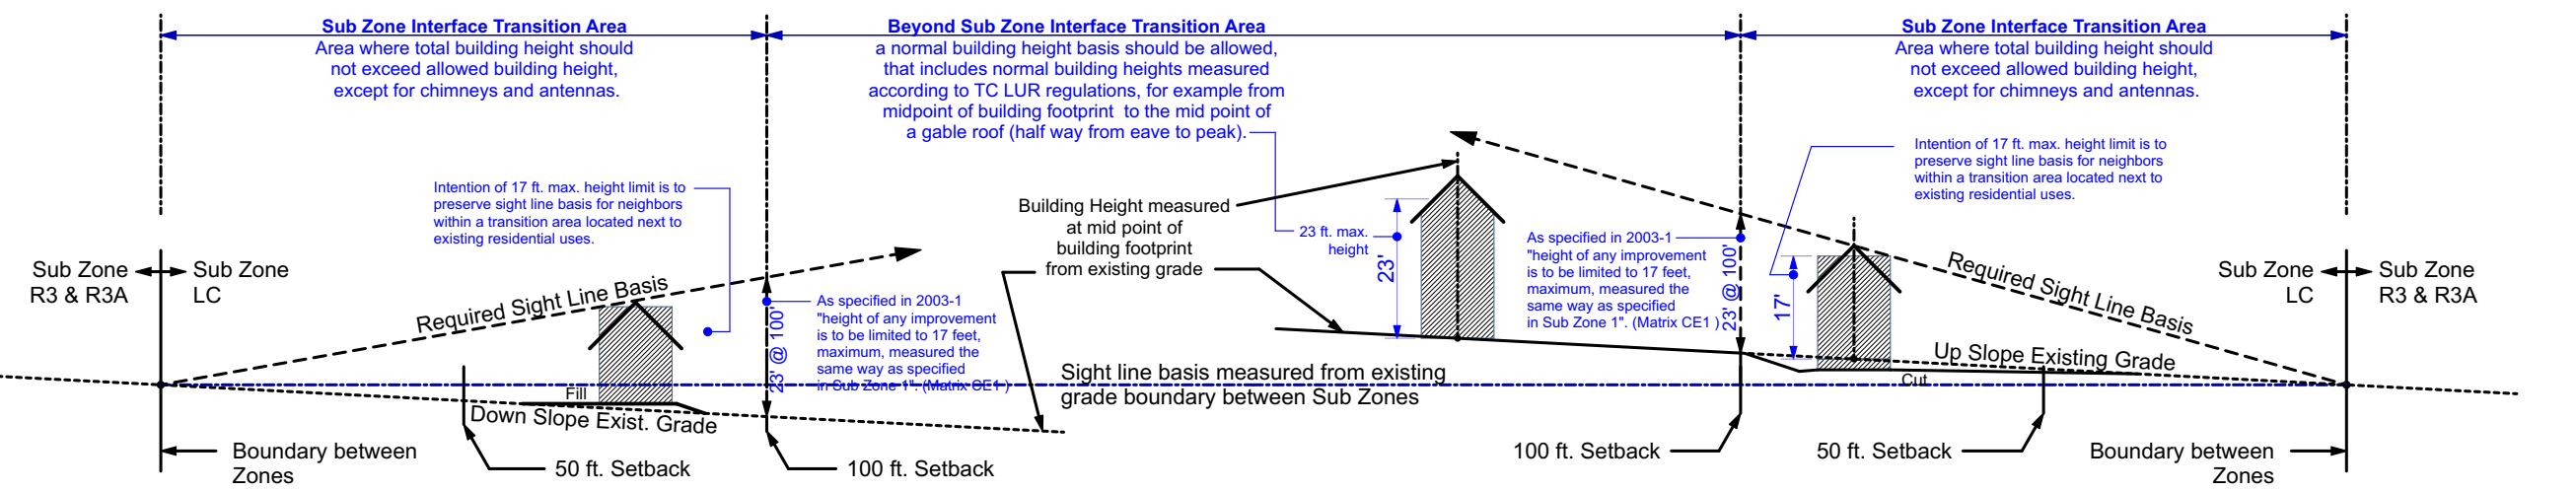 Sub Zone Interface Transition Area
Area where total building height should
not exceed allowed building height,
except for chimneys and antennas.
Beyond Sub Zone Interface Transition Area
a normal building height basis should be allowed,
that includes normal building heights measured
according to TC LUR regulations, for example from
midpoint of building footprint to the mid point of
a gable roof (half way from eave to peak).
Sub Zone Interface Transition Area
Area where total building height should
not exceed allowed building height,
except for chimneys and antennas.
Intention of 17 ft. max. height limit is to
preserve sight line basis for neighbors
within a transition area located next to
existing residential uses.
Intention of 17 ft. max. height limit is to
preserve sight line basis for neighbors
within a transition area located next to
existing residential uses.
Building Height measured
at mid point of
building footprint
from existing grade
23 ft. max.
height
23'
As specified in 2003-1
"height of any improvement
is to be limited to 17 feet,
maximum, measured the
same way as specified
in Sub Zone 1". (Matrix CE1 )
23' @ 100'
17'
Required Sight Line Basis
Sub Zone
R3 & R3A
Sub Zone
LC
Required Sight Line Basis
23' @ 100'
As specified in 2003-1
"height of any improvement
is to be limited to 17 feet,
maximum, measured the
same way as specified
in Sub Zone 1". (Matrix CE1 )
Sub Zone
LC
Sub Zone
R3 & R3A
Up Slope Existing Grade
Cut
Fill
Down Slope Exist. Grade
Sight line basis measured from existing
grade boundary between Sub Zones
Boundary between
Zones
50 ft. Setback
100 ft. Setback
100 ft. Setback
50 ft. Setback
Boundary between
Zones